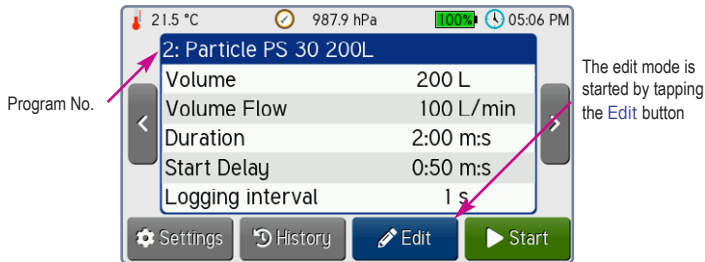 21.5 °C 987.9 hPa 100% 05:06 PM
2: Particle PS 30 200L
Volume 200 L
Volume Flow 100 L/min
Duration 2:00 m:s
Start Delay 0:50 m:s
Logging interval 1 s
Settings History Edit Start
Program No.
The edit mode is
started by tapping
the Edit button